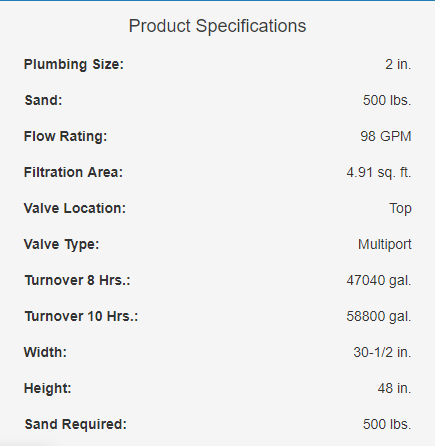 Product Specifications
Plumbing Size: 2 in.
Sand: 500 lbs.
Flow Rating: 98 GPM
Filtration Area: 4.91 sq. ft.
Valve Location: Top
Valve Type: Multiport
Turnover 8 Hrs.: 47040 gal.
Turnover 10 Hrs.: 58800 gal.
Width: 30-1/2 in.
Height: 48 in.
Sand Required: 500 lbs.